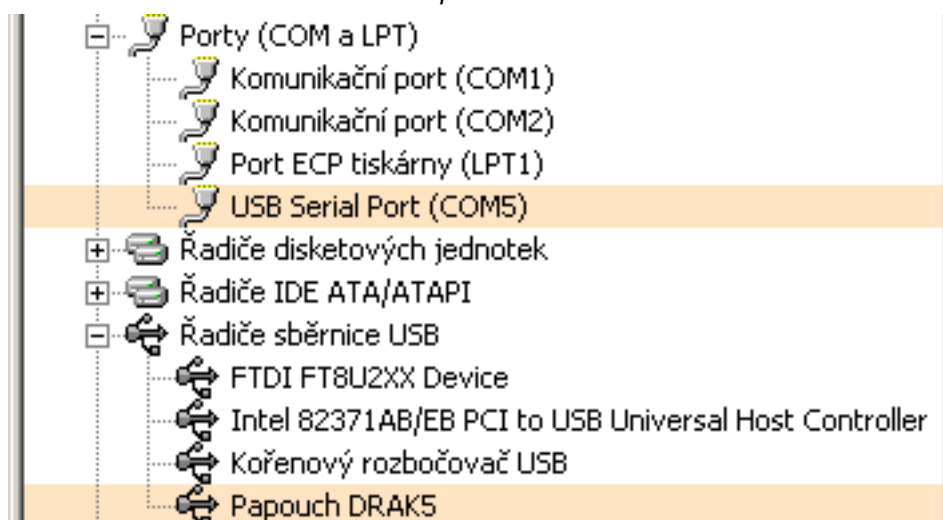 Porty (COM a LPT)
Komunikační port (COM1)
Komunikační port (COM2)
Port ECP tiskárny (LPT1)
USB Serial Port (COM5)
Řadiče disketových jednotek
Řadiče IDE ATA/ATAPI
Řadiče sběrnice USB
FTDI FT8U2XX Device
Intel 82371AB/EB PCI to USB Universal Host Controller
Kořenový rozbočovač USB
Papouch DRAK5